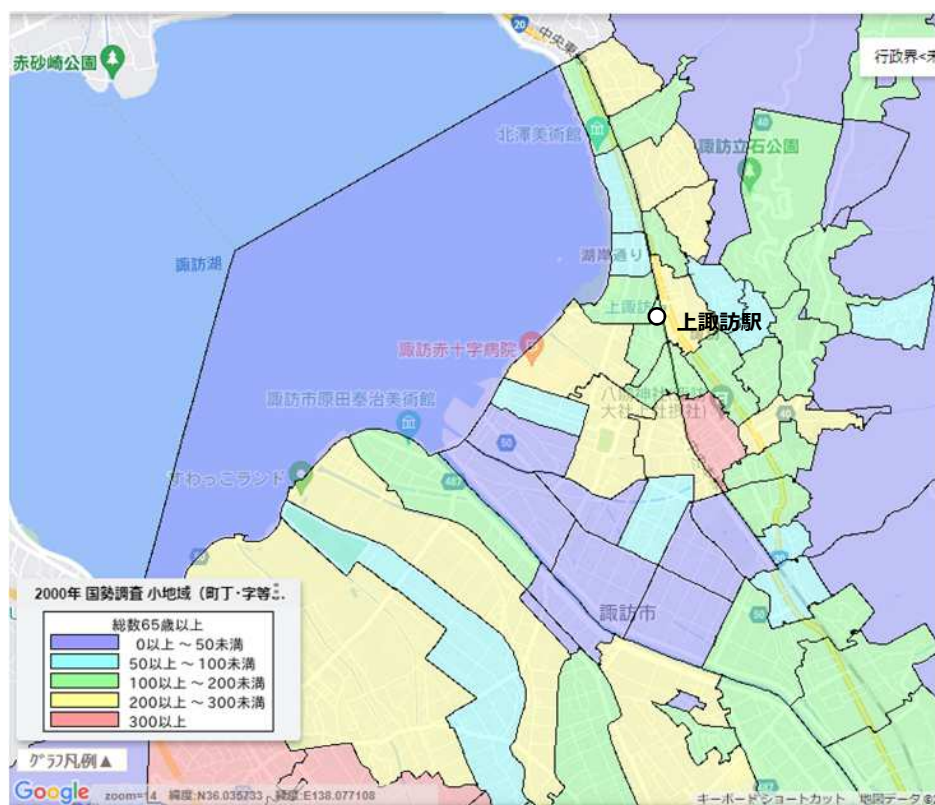 20
中央東
赤砂崎公園
行政界<未
40
北澤美術館
諏訪立石公園
諏訪湖
湖岸通り
上諏訪
上諏訪駅
諏訪赤十字病院
八剱神社
大社上社摂社)
諏訪市原田泰治美術館
40
50
すわっこランド
487
50
諏訪市
2000年 国勢調査 小地域（町丁・字等
総数65歳以上
0以上 ～ 50未満
50以上 ～ 100未満
100以上 ～ 200未満
200以上 ～ 300未満
300以上
グラフ凡例▲
Google
zoom=14 緯度:N36.035733 経度:E138.077108
キーボード ショートカット
地図データ ©